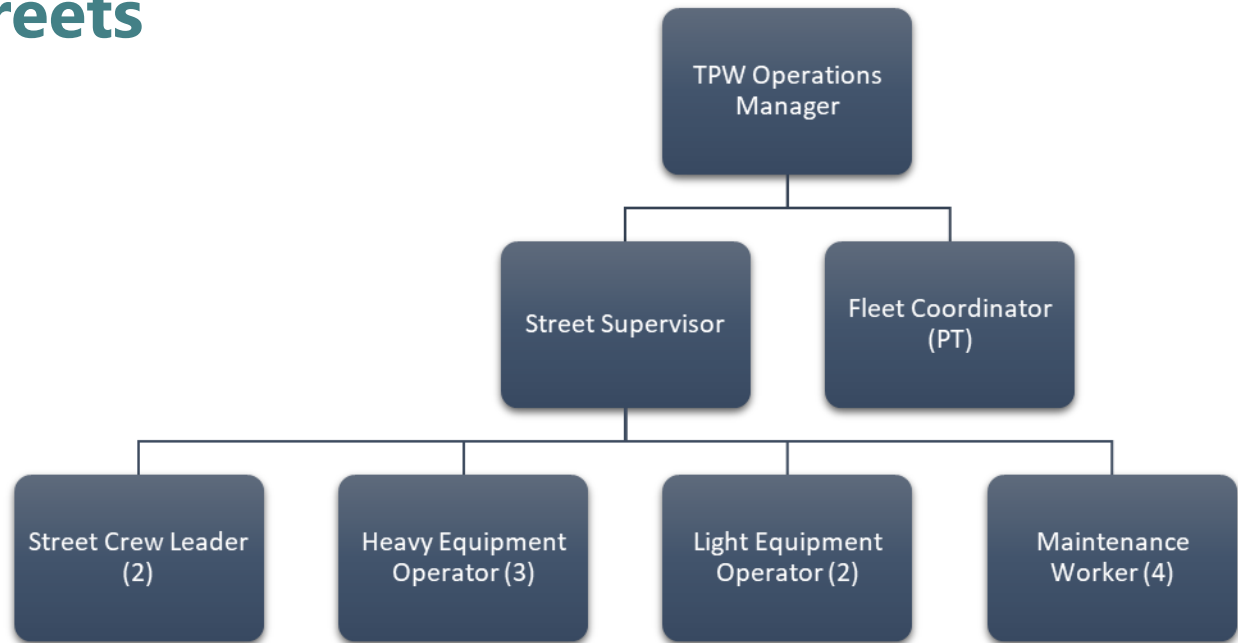 reets
TPW Operations
Manager
Street Supervisor
Fleet Coordinator
(PT)
Street Crew Leader
(2)
Heavy Equipment
Operator (3)
Light Equipment
Operator (2)
Maintenance
Worker (4)